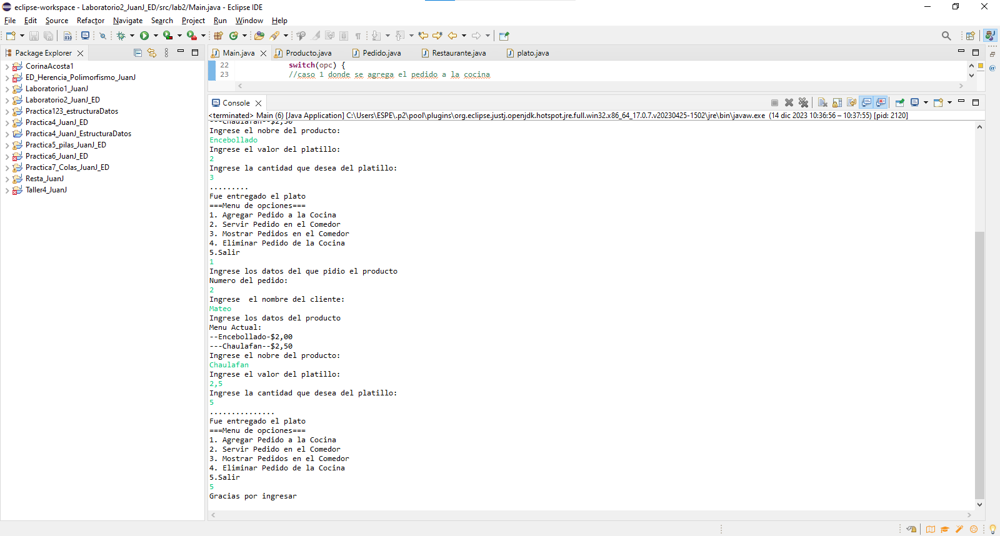 eclipse-workspace - Laboratorio2_JuanJ_ED/src/lab2/Main.java - Eclipse IDE
File Edit Source Refactor Navigate Search Project Run Window Help
Package Explorer
CorinaAcosta1
ED_Herencia_Polimorfismo_JuanJ
Laboratorio1_JuanJ
Laboratorio2_JuanJ_ED
Practica123_estructuraDatos
Practica4_JuanJ_ED
Practica4_JuanJ_EstructuraDatos
Practica5_pilas_JuanJ_ED
Practica6_JuanJ_ED
Practica7_Colas_JuanJ_ED
Resta_JuanJ
Taller4_JuanJ
Main.java Producto.java Pedido.java Restaurante.java plato.java
22 switch(opc) {
23 //caso 1 donde se agrega el pedido a la cocina
Console
<terminated> Main (6) [Java Application] C:\Users\ESPE\.p2\pool\plugins\org.eclipse.justj.openjdk.hotspot.jre.full.win32.x86_64_17.0.7.v20230425-1502\jre\bin\javaw.exe (14 dic 2023 10:36:56 – 10:37:55) [pid: 2120]
---Chaulafan--$2,50
Ingrese el nobre del producto:
Encebollado
Ingrese el valor del platillo:
2
Ingrese la cantidad que desea del platillo:
3
.........
Fue entregado el plato
===Menu de opciones===
1. Agregar Pedido a la Cocina
2. Servir Pedido en el Comedor
3. Mostrar Pedidos en el Comedor
4. Eliminar Pedido de la Cocina
5.Salir
1
Ingrese los datos del que pidio el producto
Numero del pedido:
2
Ingrese  el nombre del cliente:
Mateo
Ingrese los datos del producto
Menu Actual:
--Encebollado-$2,00
---Chaulafan--$2,50
Ingrese el nobre del producto:
Chaulafan
Ingrese el valor del platillo:
2,5
Ingrese la cantidad que desea del platillo:
5
...............
Fue entregado el plato
===Menu de opciones===
1. Agregar Pedido a la Cocina
2. Servir Pedido en el Comedor
3. Mostrar Pedidos en el Comedor
4. Eliminar Pedido de la Cocina
5.Salir
5
Gracias por ingresar